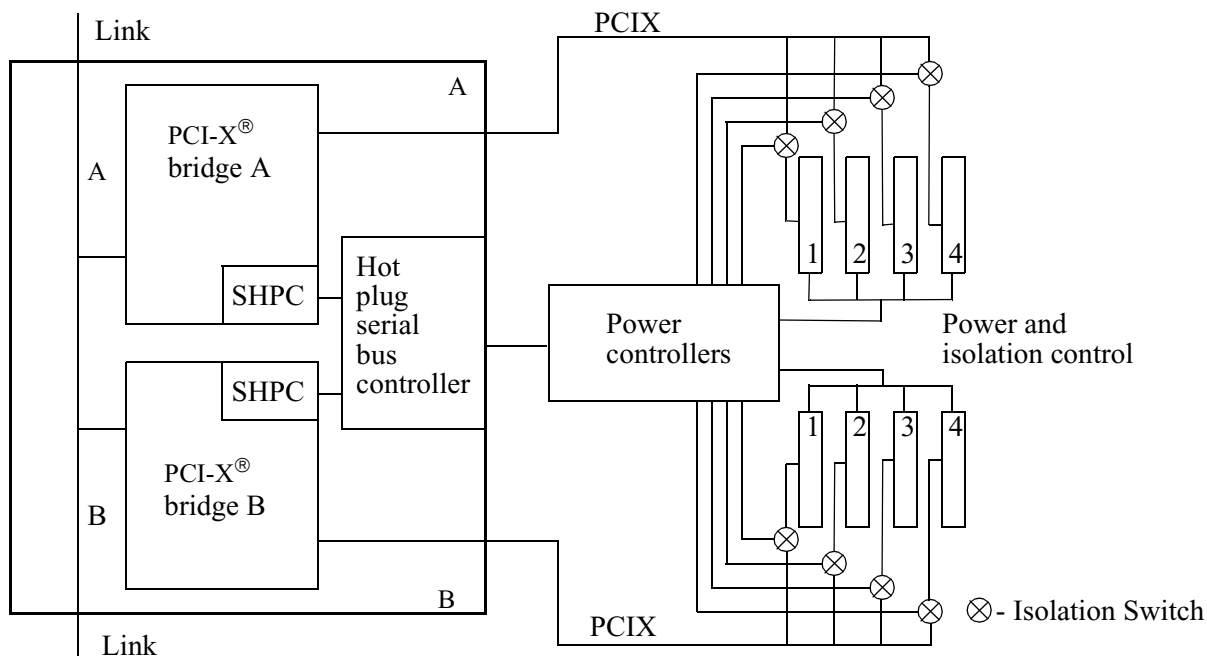 Link
PCIX
A
PCI-X®
bridge A
A
SHPC
Hot
plug
serial
bus
controller
SHPC
PCI-X®
bridge B
B
B
Link
Power
controllers
1 2 3 4
Power and
isolation control
1 2 3 4
PCIX
- Isolation Switch